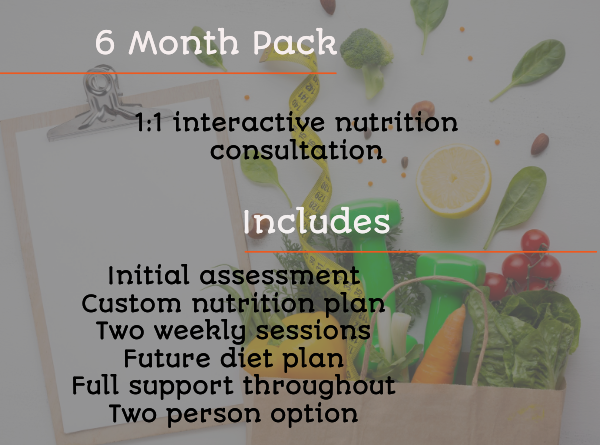 6 Month Pack
1:1 interactive nutrition
consultation
Includes
Initial assessment
Custom nutrition plan
Two weekly sessions
Future diet plan
Full support throughout
Two person option